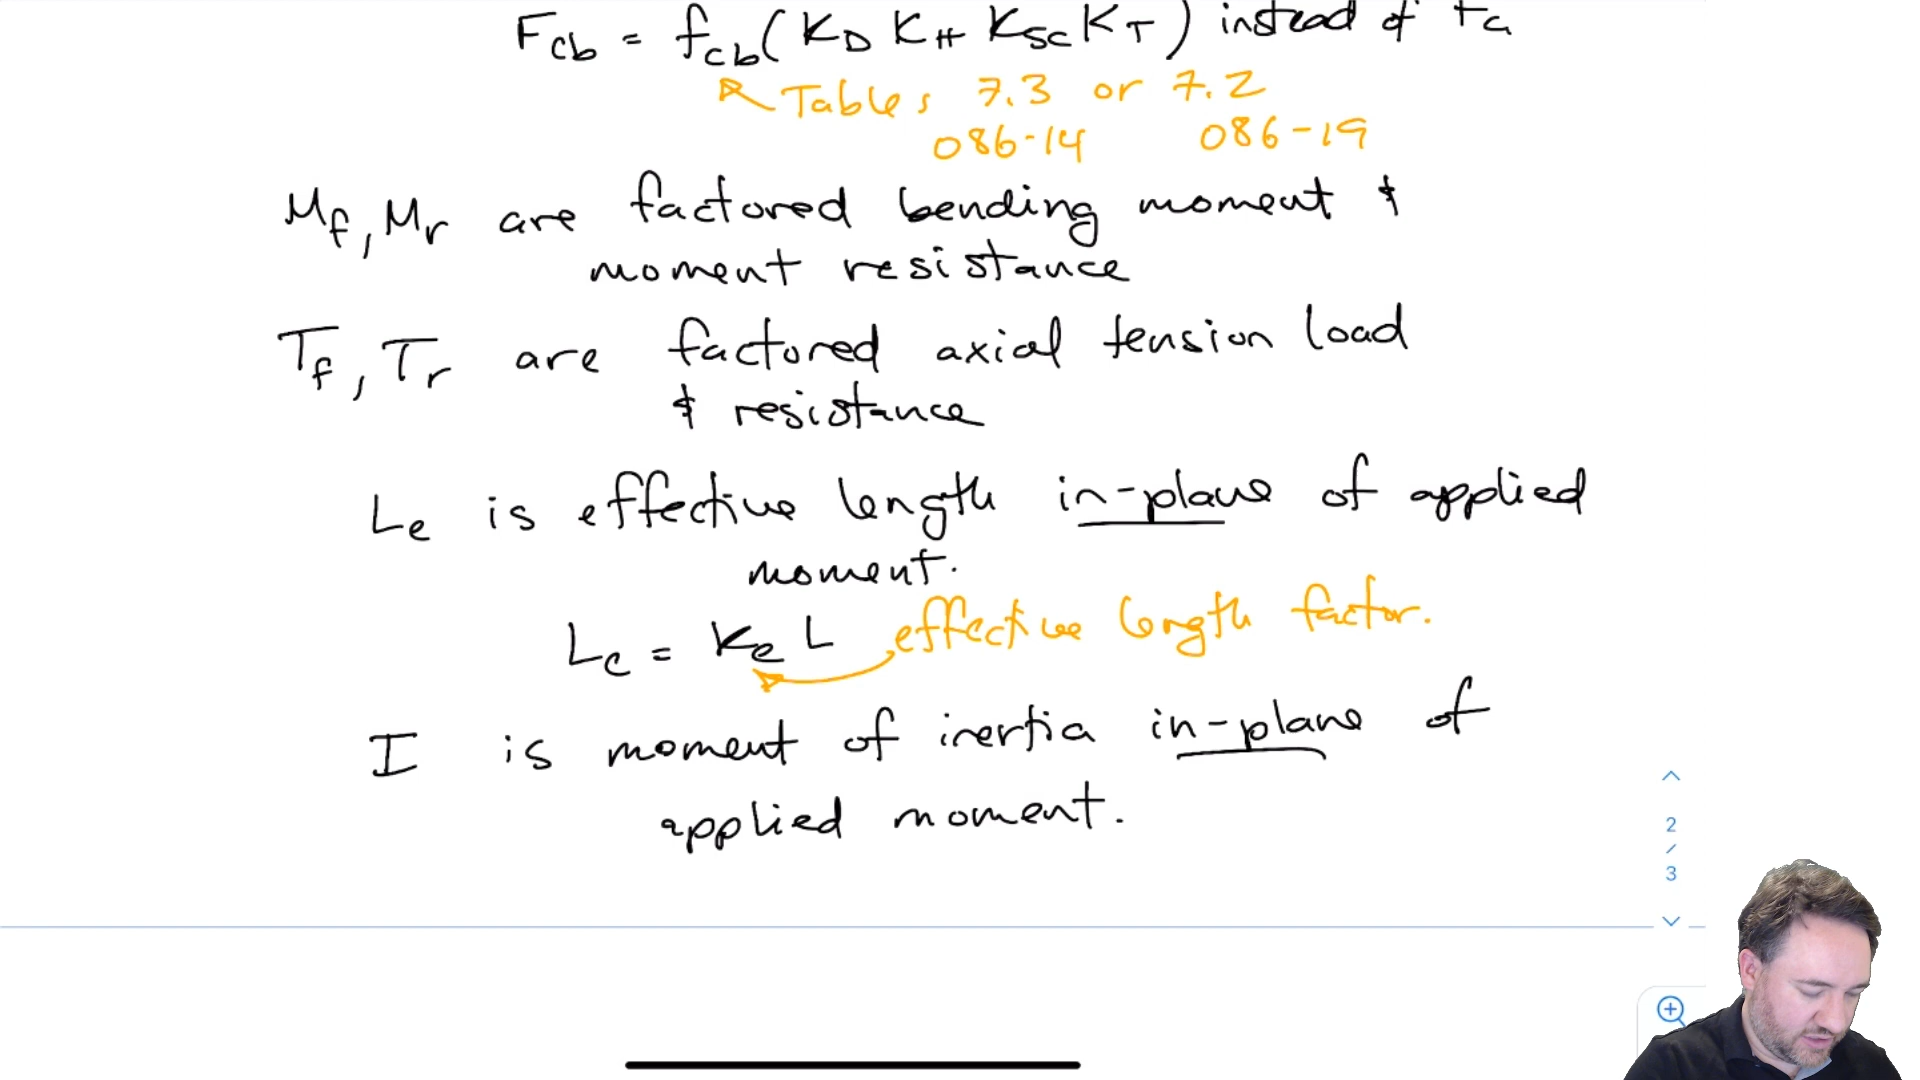 Fcb = fcb(KD KH KSC KT) instead of
Tables 7.3 or 7.2
086-14 086-19
Mf, Mr are factored bending moment &
moment resistance
Tf, Tr are factored axial tension load
& resistance
Le is effective length in-plane of applied
moment.
Le = Ke L effective length factor.
I is moment of inertia in-plane of
applied moment.
2
/
3